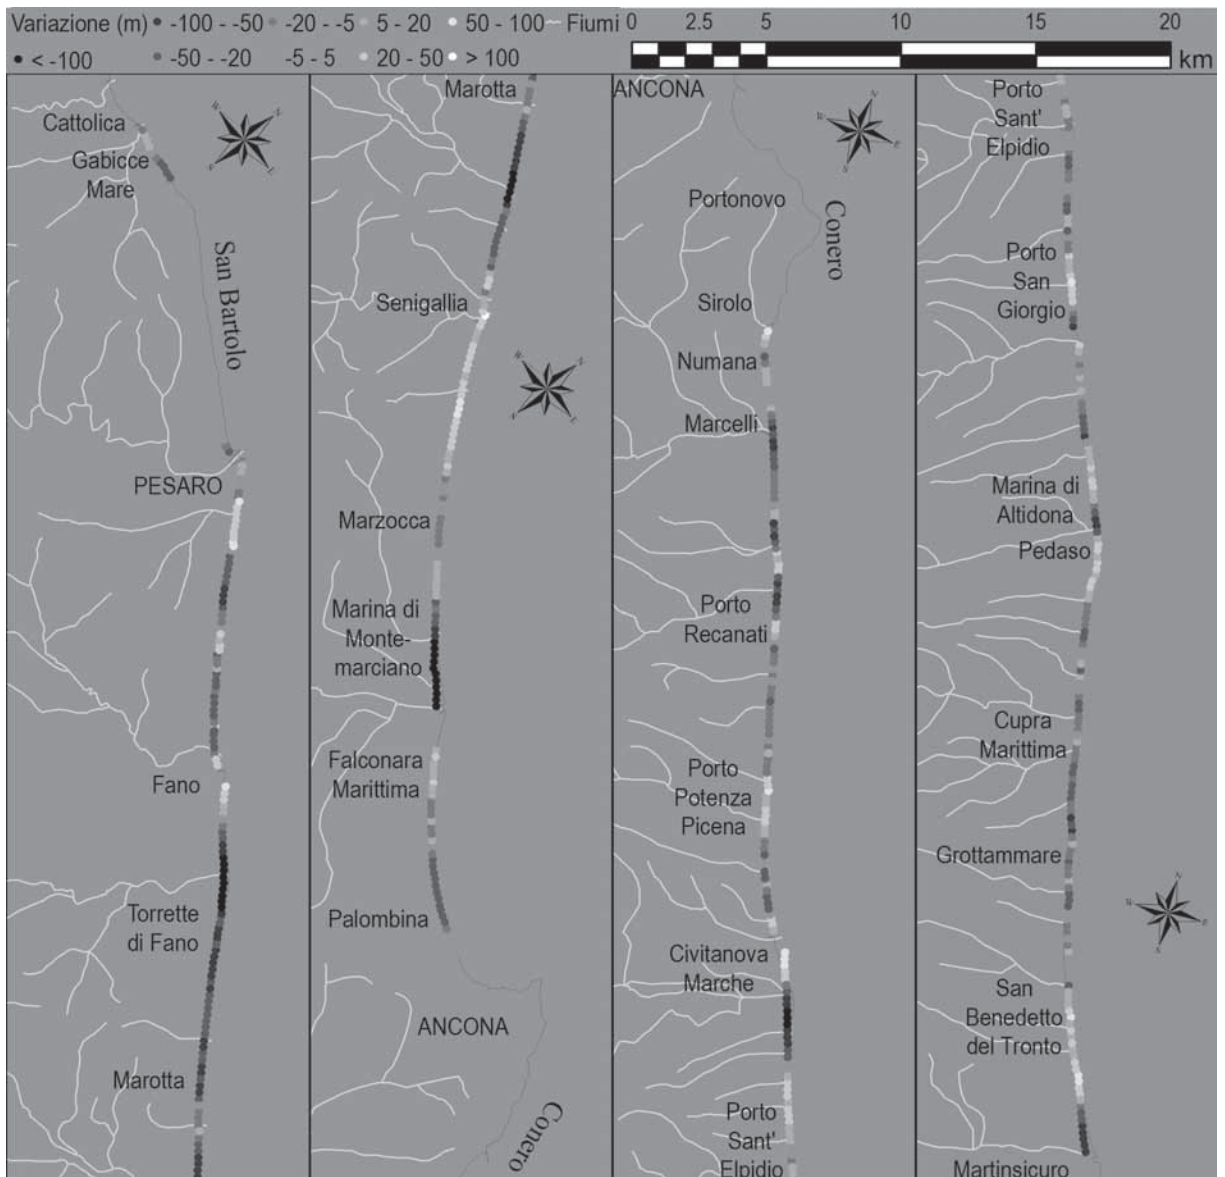 Variazione (m) -100 - -50 -20 - -5 5 - 20 50 - 100 Fiumi
< -100 -50 - -20 -5 - 5 20 - 50 > 100
0 2.5 5 10 15 20
km
Cattolica
Gabicce
Mare
San Bartolo
PESARO
Fano
Torrette
di Fano
Marotta
Marotta
Senigallia
Marzocca
Marina di
Monte-
marciano
Falconara
Marittima
Palombina
ANCONA
Conero
ANCONA
Portonovo
Conero
Sirolo
Numana
Marcelli
Porto
Recanati
Porto
Potenza
Picena
Civitanova
Marche
Porto
Sant'
Elpidio
Porto
Sant'
Elpidio
Porto
San
Giorgio
Marina di
Altidona
Pedaso
Cupra
Marittima
Grottammare
San
Benedetto
del Tronto
Martinsicuro